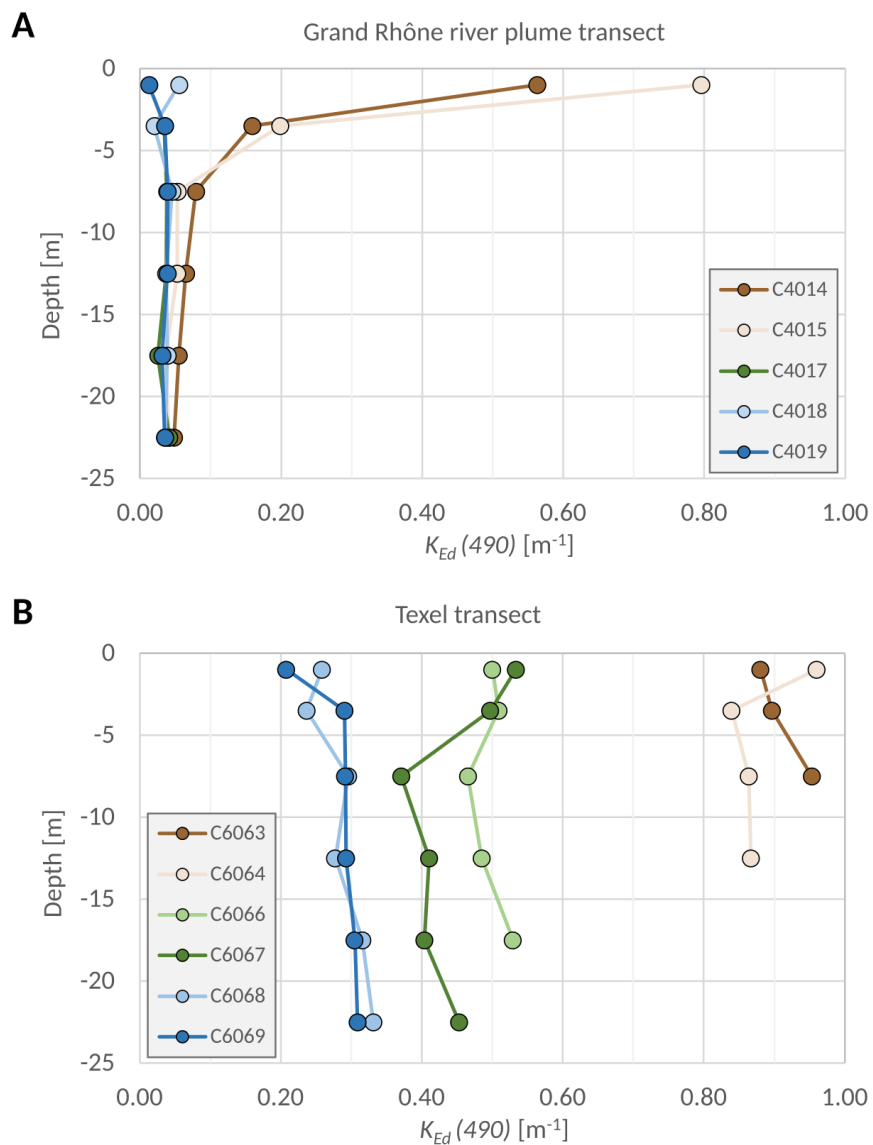 A
Grand Rhône river plume transect
0
-5
-10
-15
-20
-25
Depth [m]
C4014
C4015
C4017
C4018
C4019
0.00 0.20 0.40 0.60 0.80 1.00
K_Ed (490) [m⁻¹]
B
Texel transect
0
-5
-10
-15
-20
-25
Depth [m]
C6063
C6064
C6066
C6067
C6068
C6069
0.00 0.20 0.40 0.60 0.80 1.00
K_Ed (490) [m⁻¹]